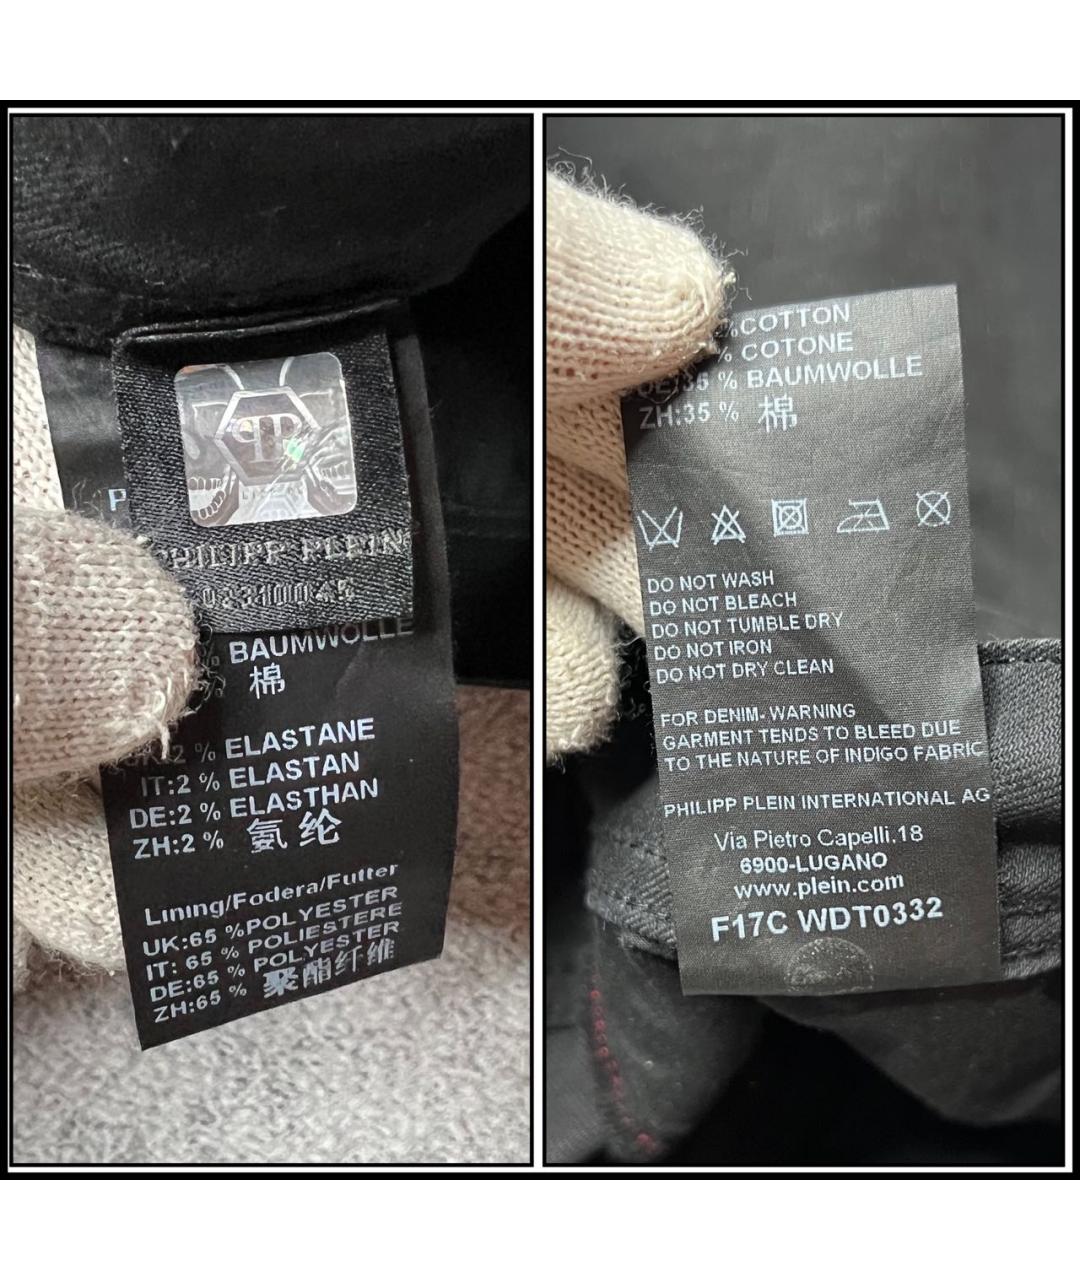 PP
PHILIPP PLEIN
% BAUMWOLLE
棉
2 % ELASTANE
IT:2 % ELASTAN
DE:2 % ELASTHAN
ZH:2 % 氨纶
Lining/Fodera/Futter
UK:65 %POLYESTER
IT: 65 % POLIESTERE
DE:65 % POLYESTER
ZH:65 % 聚酯纤维
%COTTON
% COTONE
DE:35 % BAUMWOLLE
ZH:35 % 棉
DO NOT WASH
DO NOT BLEACH
DO NOT TUMBLE DRY
DO NOT IRON
DO NOT DRY CLEAN
FOR DENIM- WARNING
GARMENT TENDS TO BLEED DUE
TO THE NATURE OF INDIGO FABRIC
PHILIPP PLEIN INTERNATIONAL AG
Via Pietro Capelli,18
6900-LUGANO
www.plein.com
F17C WDT0332